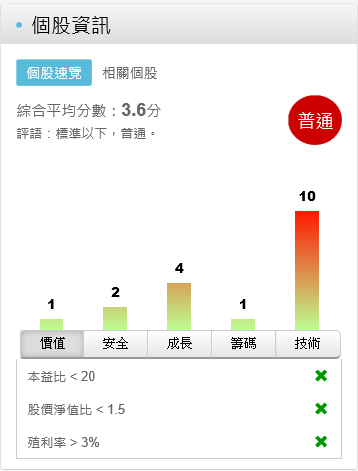 個股資訊
個股速覽 相關個股
綜合平均分數：3.6分
評語：標準以下，普通。
普通
1 2 4 1 10
價值 安全 成長 籌碼 技術
本益比 < 20
股價淨值比 < 1.5
殖利率 > 3%